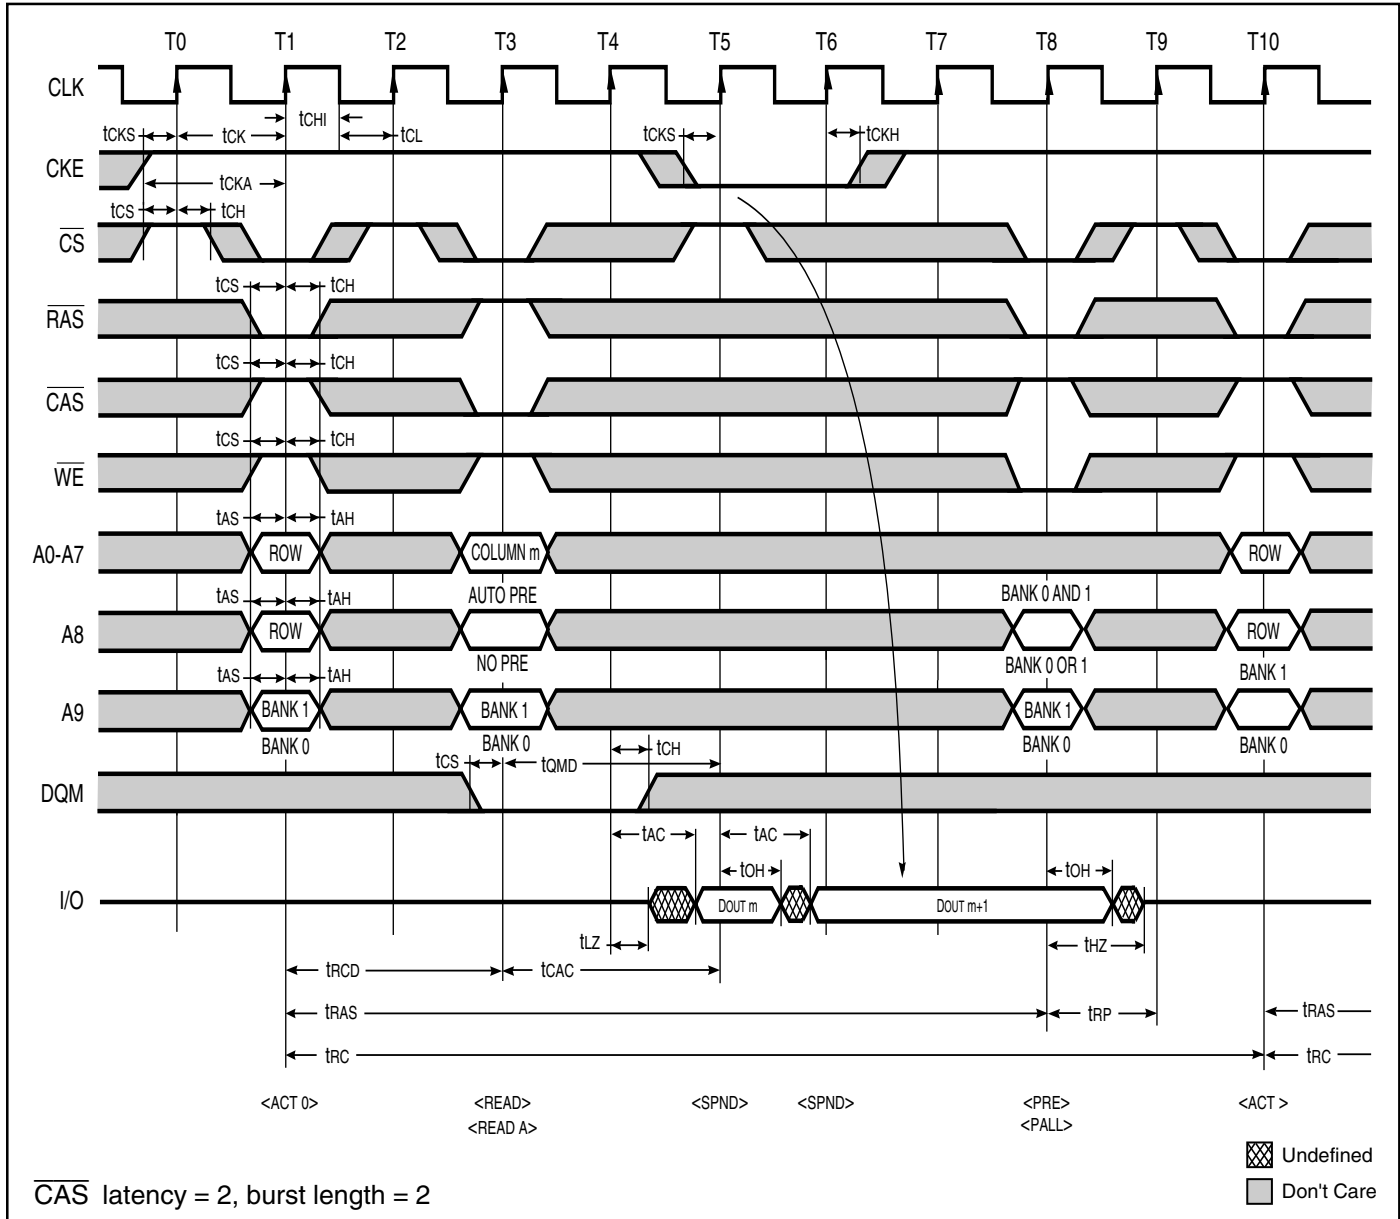 T0 T1 T2 T3 T4 T5 T6 T7 T8 T9 T10
CLK
tCHI
tCKS tCK tCL tCKS tCKH
CKE
tCKA
tCS tCH
CS
tCS tCH
RAS
tCS tCH
CAS
tCS tCH
WE
tAS tAH
A0-A7 ROW COLUMN m ROW
tAS tAH AUTO PRE BANK 0 AND 1
A8 ROW ROW
NO PRE BANK 0 OR 1 BANK 1
tAS tAH
A9 BANK 1 BANK 1 BANK 1
BANK 0 BANK 0 BANK 0 BANK 0
tCH
tCS tQMD
DQM
tAC tAC
tOH tOH
I/O DOUT m DOUT m+1
tLZ tHZ
tRCD tCAC
tRAS tRP tRAS
tRC tRC
<ACT 0> <READ> <SPND> <SPND> <PRE> <ACT >
<READ A> <PALL>
Undefined
Don't Care
CAS latency = 2, burst length = 2